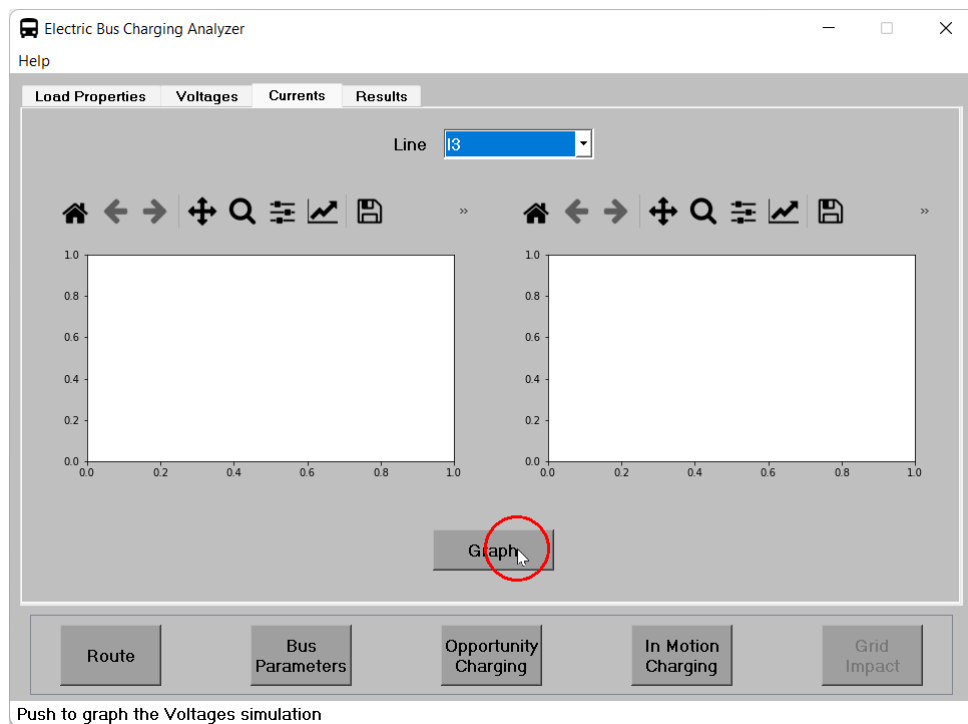 Electric Bus Charging Analyzer
Help
Load Properties Voltages Currents Results
Line I3
» »
1.0 1.0
0.8 0.8
0.6 0.6
0.4 0.4
0.2 0.2
0.0 0.0
0.0 0.2 0.4 0.6 0.8 1.0 0.0 0.2 0.4 0.6 0.8 1.0
Graph
Route Bus Opportunity In Motion Grid
Parameters Charging Charging Impact
Push to graph the Voltages simulation